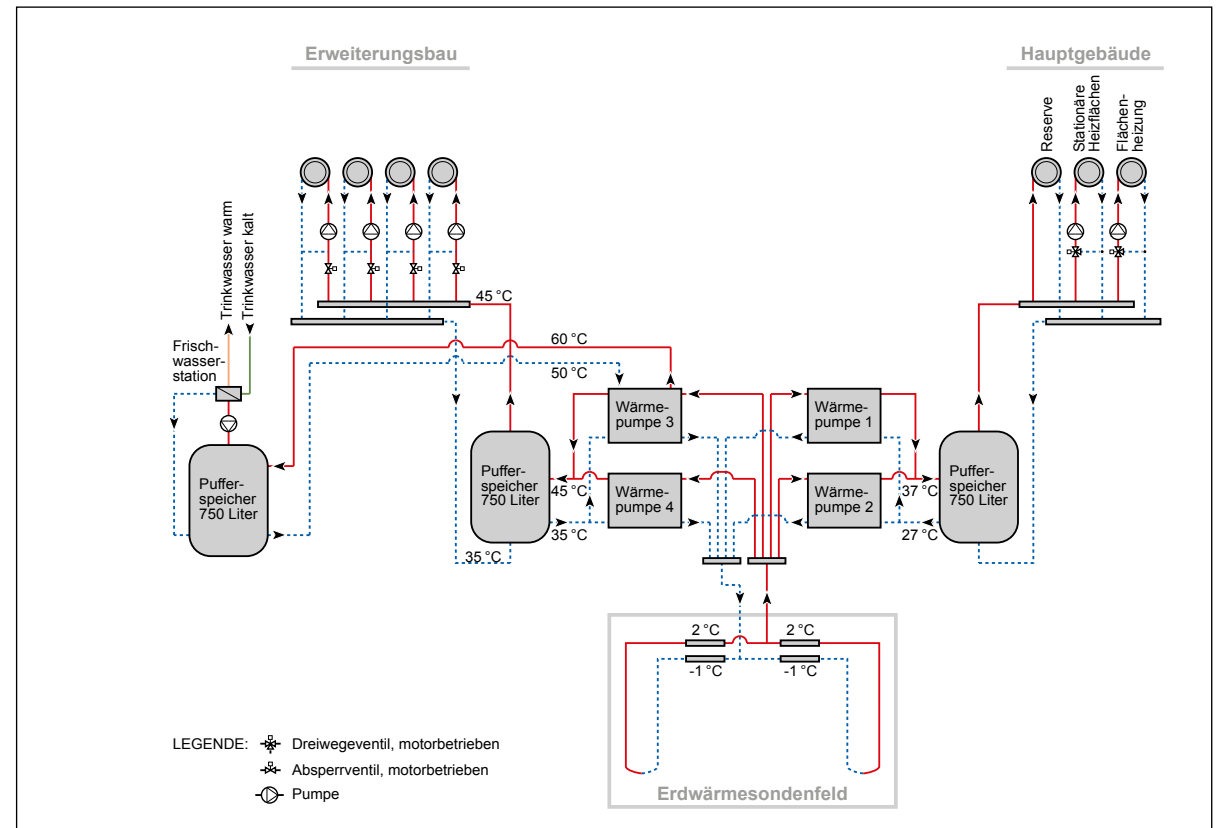 Erweiterungsbau
Hauptgebäude
Reserve
Stationäre
Heizflächen
Flächen-
heizung
Trinkwasser warm
Trinkwasser kalt
45 °C
60 °C
50 °C
Frisch-
wasser-
station
Wärme-
pumpe 3
Wärme-
pumpe 1
Puffer-
speicher
750 Liter
Puffer-
speicher
750 Liter
45 °C
Wärme-
pumpe 4
Wärme-
pumpe 2
37 °C
Puffer-
speicher
750 Liter
35 °C
27 °C
35 °C
2 °C
2 °C
-1 °C
-1 °C
LEGENDE:
Dreiwegeventil, motorbetrieben
Absperrventil, motorbetrieben
Pumpe
Erdwärmesondenfeld